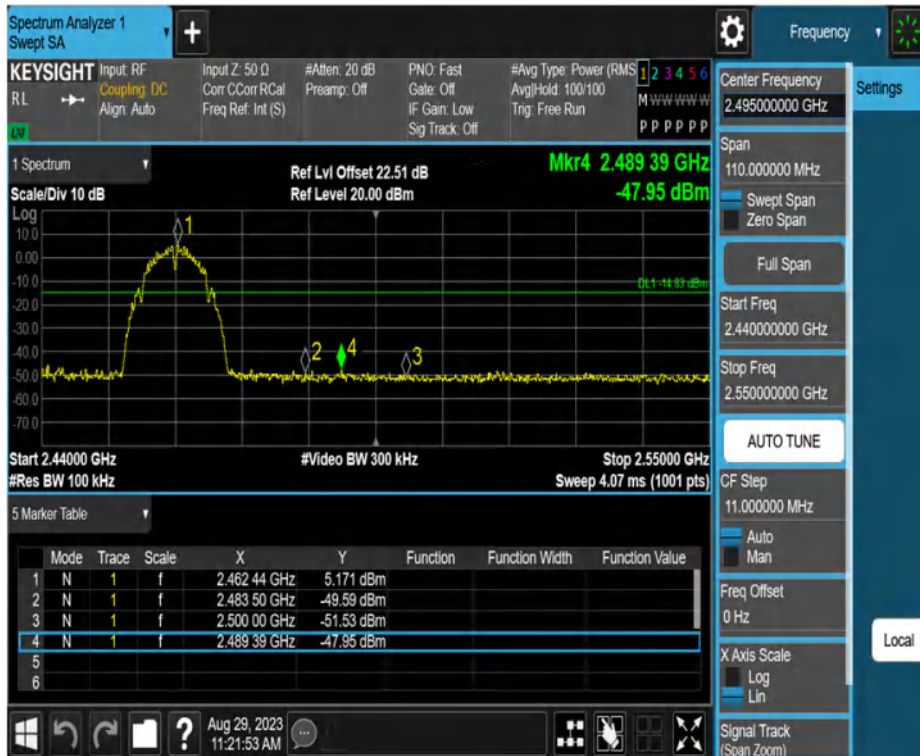 Spectrum Analyzer 1
Swept SA
Frequency
KEYSIGHT
RL
LNI
Input: RF
Coupling: DC
Align: Auto
Input Z: 50 Ω
Corr CCorr RCal
Freq Ref: Int (S)
#Atten: 20 dB
Preamp: Off
PNO: Fast
Gate: Off
IF Gain: Low
Sig Track: Off
#Avg Type: Power (RMS
Avg|Hold: 100/100
Trig: Free Run
1 2 3 4 5 6
M W W W W W
P P P P P P
1 Spectrum
Scale/Div 10 dB
Ref Lvl Offset 22.51 dB
Ref Level 20.00 dBm
Mkr4 2.489 39 GHz
-47.95 dBm
Log
10.0
0.00
-10.0
-20.0
-30.0
-40.0
-50.0
-60.0
-70.0
1
2
4
3
DL1 -14.83 dBm
Start 2.44000 GHz
#Res BW 100 kHz
#Video BW 300 kHz
Stop 2.55000 GHz
Sweep 4.07 ms (1001 pts)
5 Marker Table
Mode Trace Scale X Y Function Function Width Function Value
1 N 1 f 2.462 44 GHz 5.171 dBm
2 N 1 f 2.483 50 GHz -49.59 dBm
3 N 1 f 2.500 00 GHz -51.53 dBm
4 N 1 f 2.489 39 GHz -47.95 dBm
5
6
Aug 29, 2023
11:21:53 AM
Center Frequency
2.495000000 GHz
Span
110.000000 MHz
Swept Span
Zero Span
Full Span
Start Freq
2.440000000 GHz
Stop Freq
2.550000000 GHz
AUTO TUNE
CF Step
11.000000 MHz
Auto
Man
Freq Offset
0 Hz
X Axis Scale
Log
Lin
Signal Track
(Span Zoom)
Settings
Local